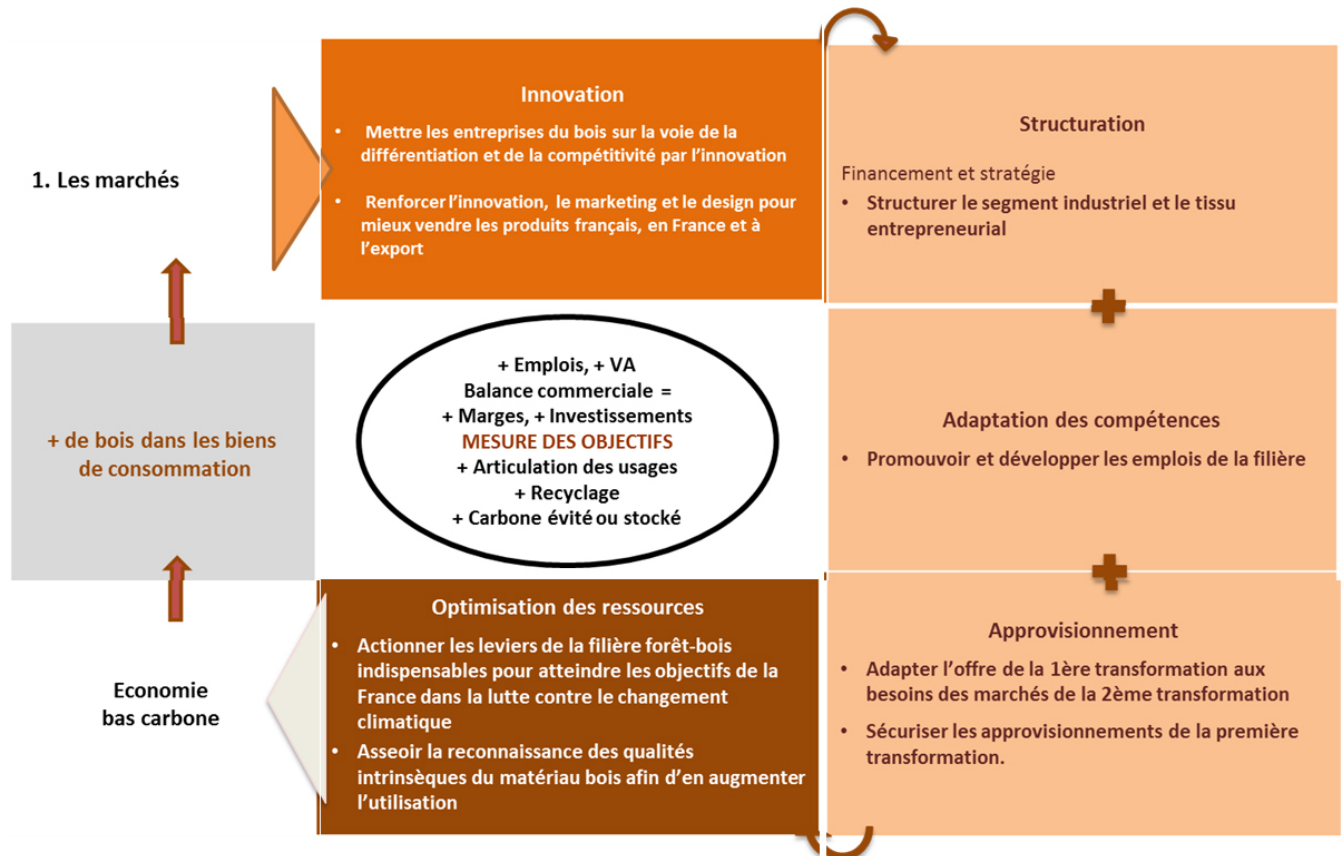 1. Les marchés
Innovation
• Mettre les entreprises du bois sur la voie de la
différentiation et de la compétitivité par l'innovation
• Renforcer l'innovation, le marketing et le design pour
mieux vendre les produits français, en France et à
l'export
Structuration
Financement et stratégie
• Structurer le segment industriel et le tissu
entrepreneurial
+ de bois dans les biens
de consommation
+ Emplois, + VA
Balance commerciale =
+ Marges, + Investissements
MESURE DES OBJECTIFS
+ Articulation des usages
+ Recyclage
+ Carbone évité ou stocké
Adaptation des compétences
• Promouvoir et développer les emplois de la filière
Economie
bas carbone
Optimisation des ressources
• Actionner les leviers de la filière forêt-bois
indispensables pour atteindre les objectifs de la
France dans la lutte contre le changement
climatique
• Asseoir la reconnaissance des qualités
intrinsèques du matériau bois afin d'en augmenter
l'utilisation
Approvisionnement
• Adapter l'offre de la 1ère transformation aux
besoins des marchés de la 2ème transformation
• Sécuriser les approvisionnements de la première
transformation.